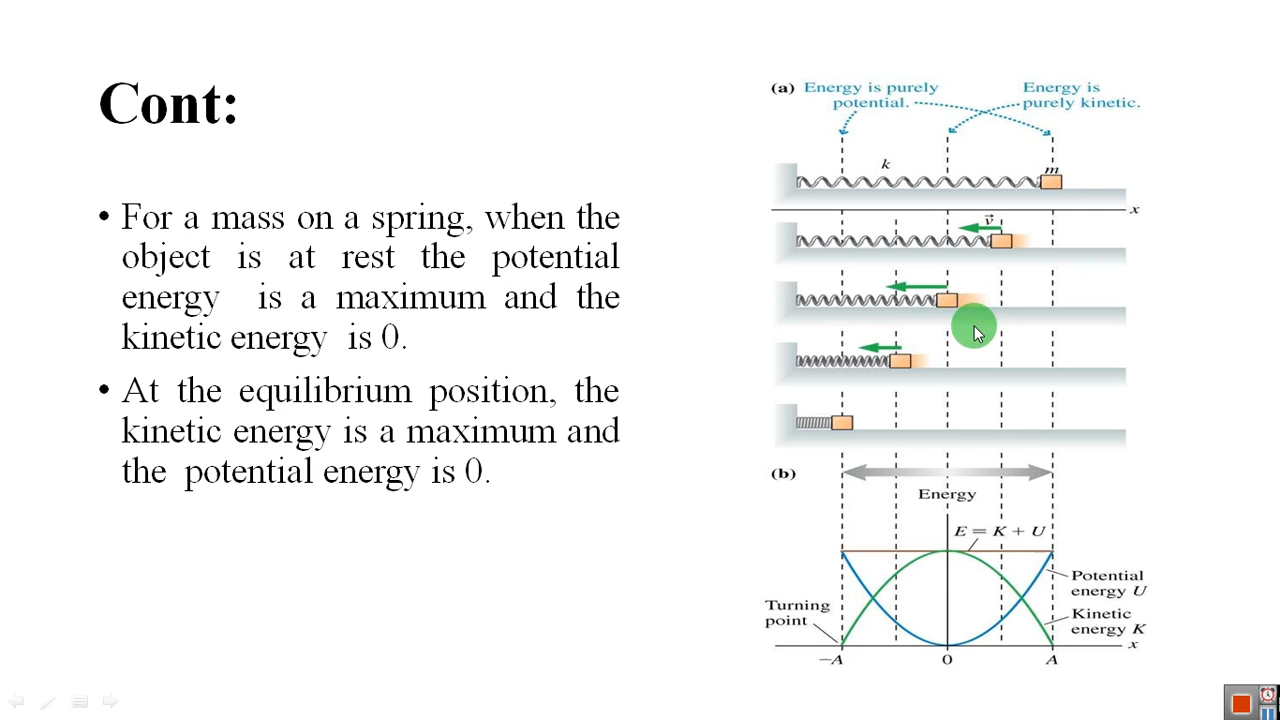 Cont:
• For a mass on a spring, when the
object is at rest the potential
energy is a maximum and the
kinetic energy is 0.
• At the equilibrium position, the
kinetic energy is a maximum and
the potential energy is 0.
(a) Energy is purely
potential.
Energy is
purely kinetic.
k
m
x
v⃗
(b)
Energy
E = K + U
Potential
energy U
Kinetic
energy K
Turning
point
x
−A
0
A